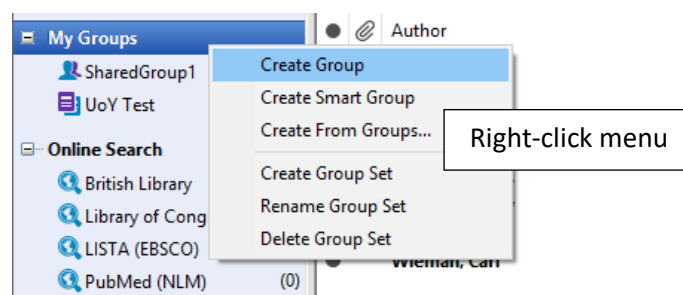 My Groups
SharedGroup1
UoY Test
Online Search
British Library
Library of Cong
LISTA (EBSCO)
PubMed (NLM) (0)
Author
Create Group
Create Smart Group
Create From Groups...
Create Group Set
Rename Group Set
Delete Group Set
Right-click menu
Wieman, Carl